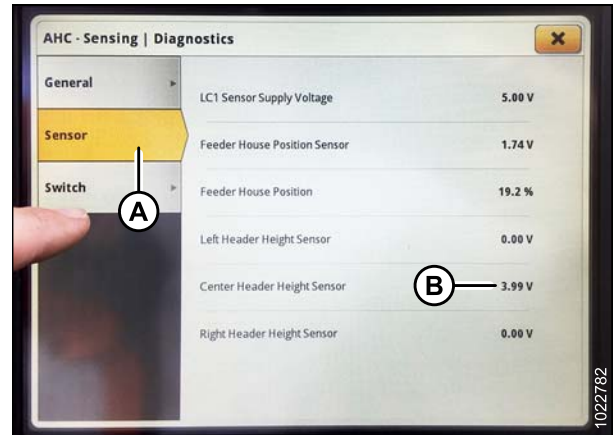 AHC - Sensing | Diagnostics
General
Sensor
Switch
A
LC1 Sensor Supply Voltage 5.00 V
Feeder House Position Sensor 1.74 V
Feeder House Position 19.2 %
Left Header Height Sensor 0.00 V
Center Header Height Sensor B 3.99 V
Right Header Height Sensor 0.00 V
1022782